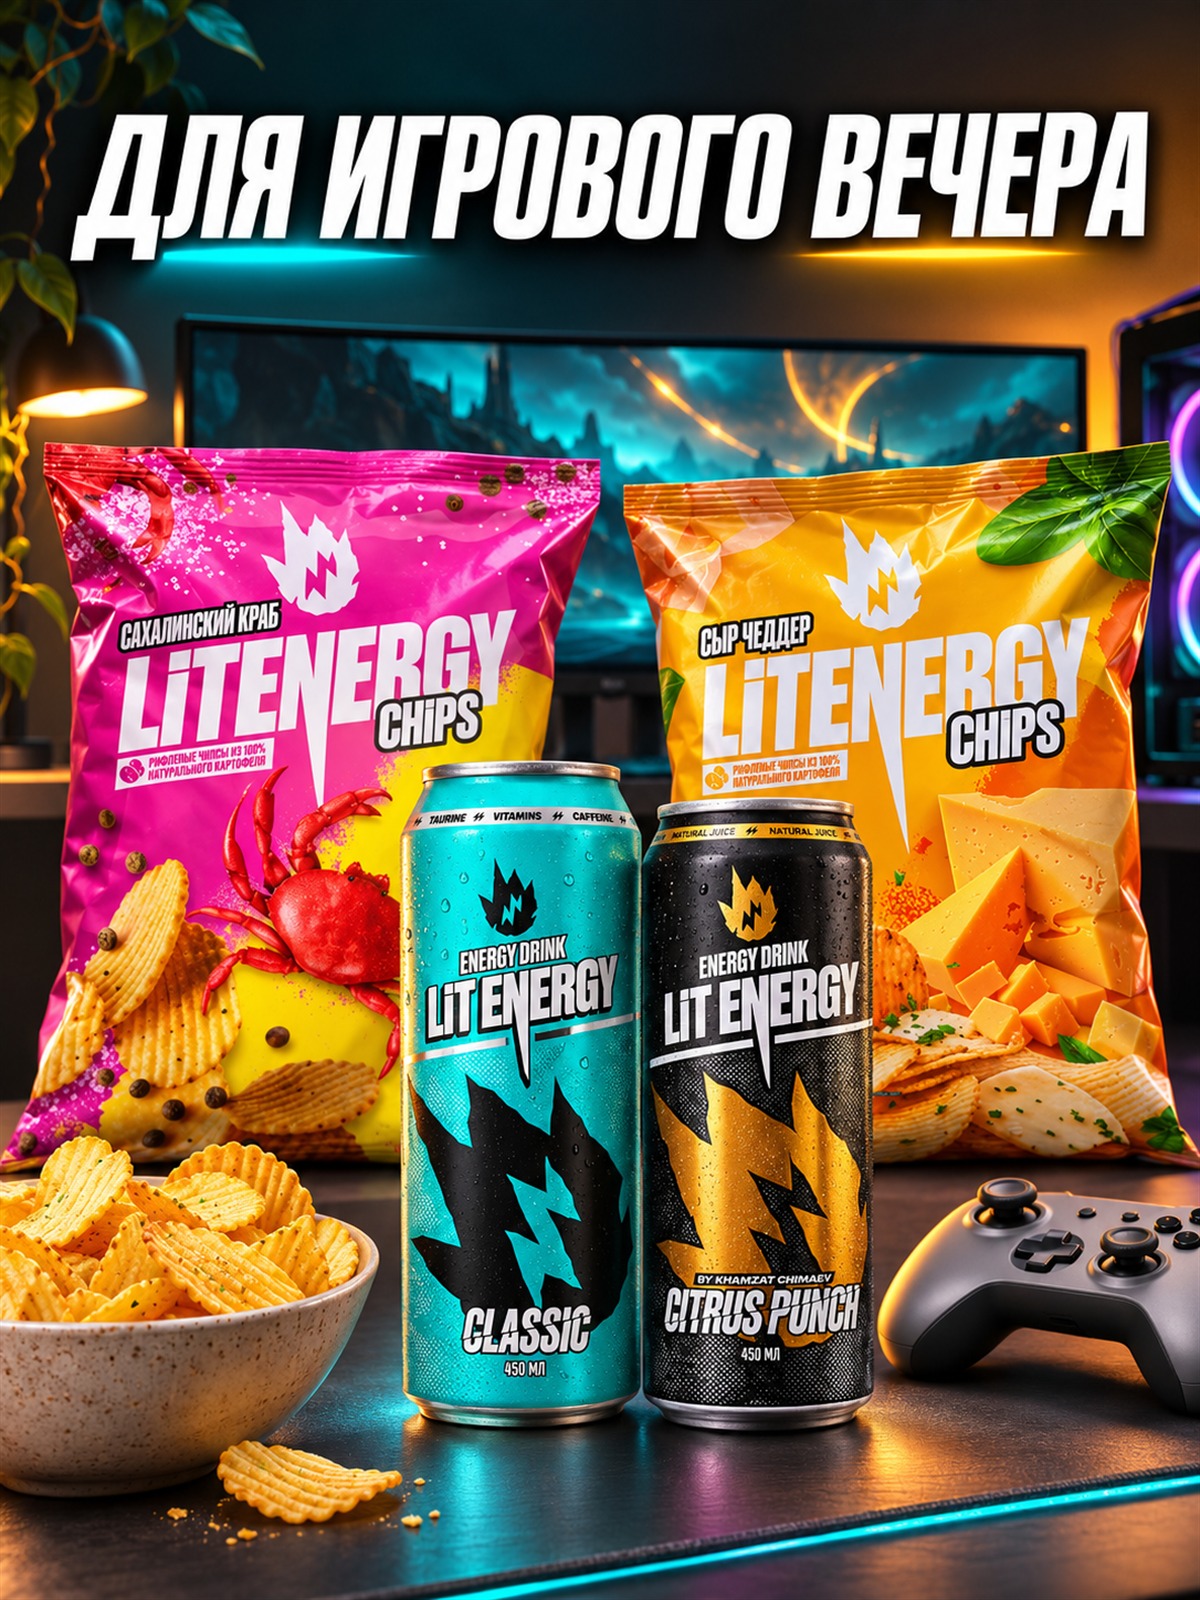 ДЛЯ ИГРОВОГО ВЕЧЕРА
САХАЛИНСКИЙ КРАБ
LiTENERGY
CHiPS
РИФЛЕНЫЕ ЧИПСЫ ИЗ 100%
НАТУРАЛЬНОГО КАРТОФЕЛЯ
СЫР ЧЕДДЕР
LiTENERGY
CHiPS
РИФЛЕНЫЕ ЧИПСЫ ИЗ 100%
НАТУРАЛЬНОГО КАРТОФЕЛЯ
TAURINE VITAMINS CAFFEINE
ENERGY DRINK
LiT ENERGY
CLASSIC
450 МЛ
NATURAL JUICE NATURAL JUICE
ENERGY DRINK
LiT ENERGY
BY KHAMZAT CHIMAEV
CITRUS PUNCH
450 МЛ